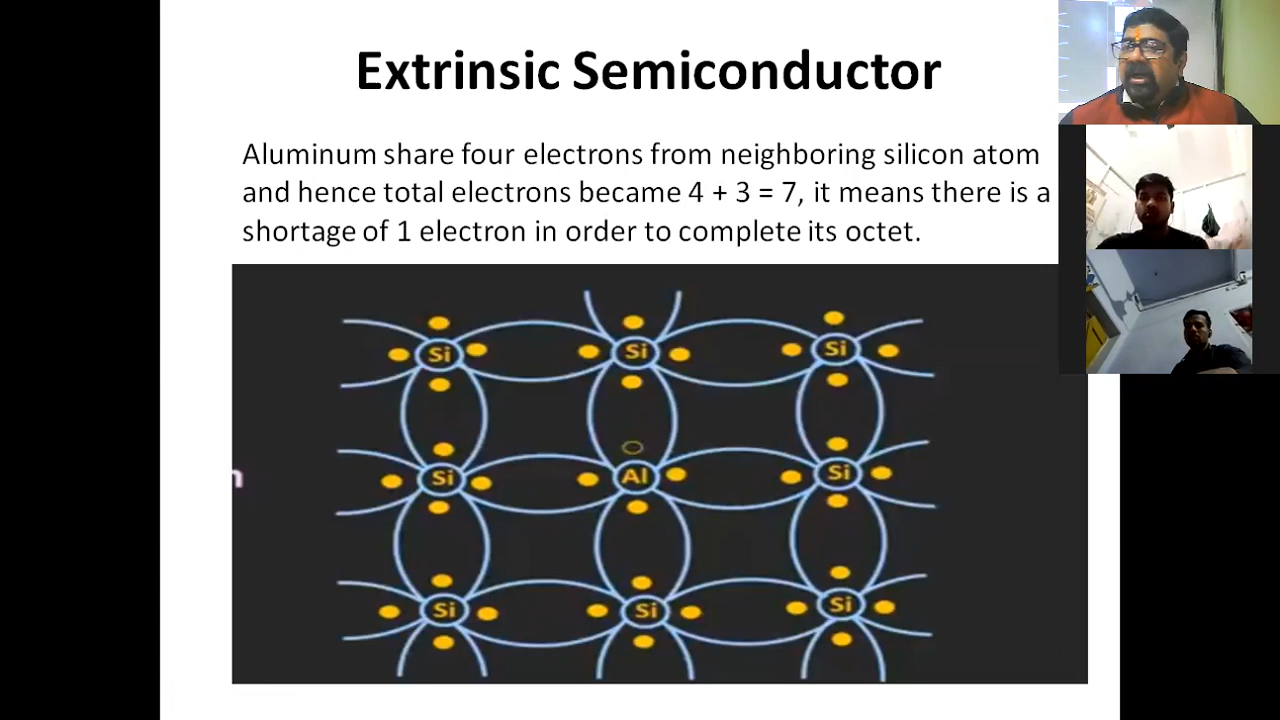 Extrinsic Semiconductor
Aluminum share four electrons from neighboring silicon atom
and hence total electrons became 4 + 3 = 7, it means there is a
shortage of 1 electron in order to complete its octet.
Si Si Si
n
Si Al Si
Si Si Si